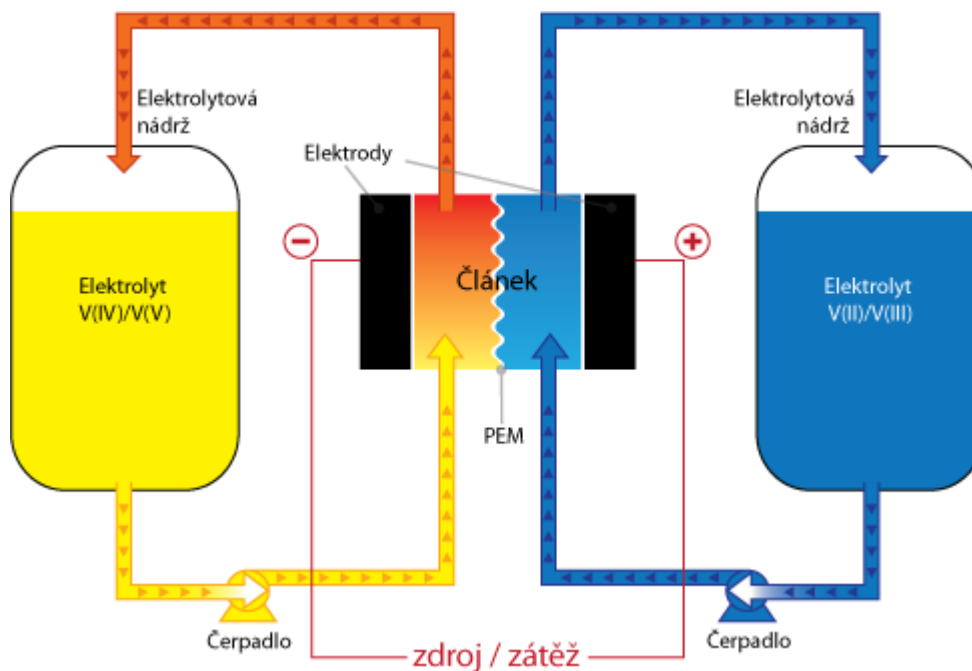 Elektrolytová
nádrž
Elektrolytová
nádrž
Elektrody
−
+
Elektrolyt
V(IV)/V(V)
Článek
Elektrolyt
V(II)/V(III)
PEM
Čerpadlo
Čerpadlo
zdroj / zátěž